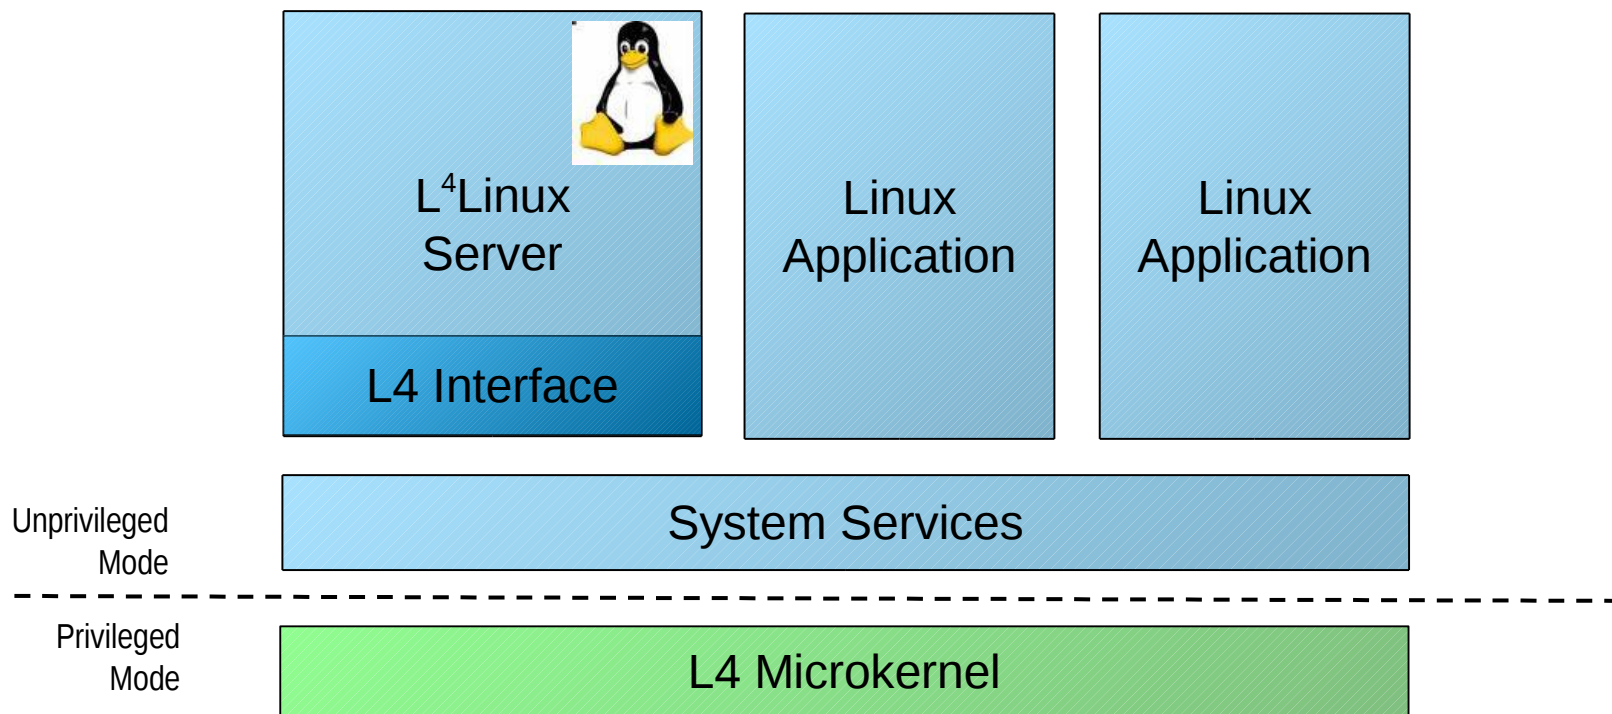 L⁴Linux
Server
Linux
Application
Linux
Application
L4 Interface
System Services
Unprivileged
Mode
Privileged
Mode
L4 Microkernel